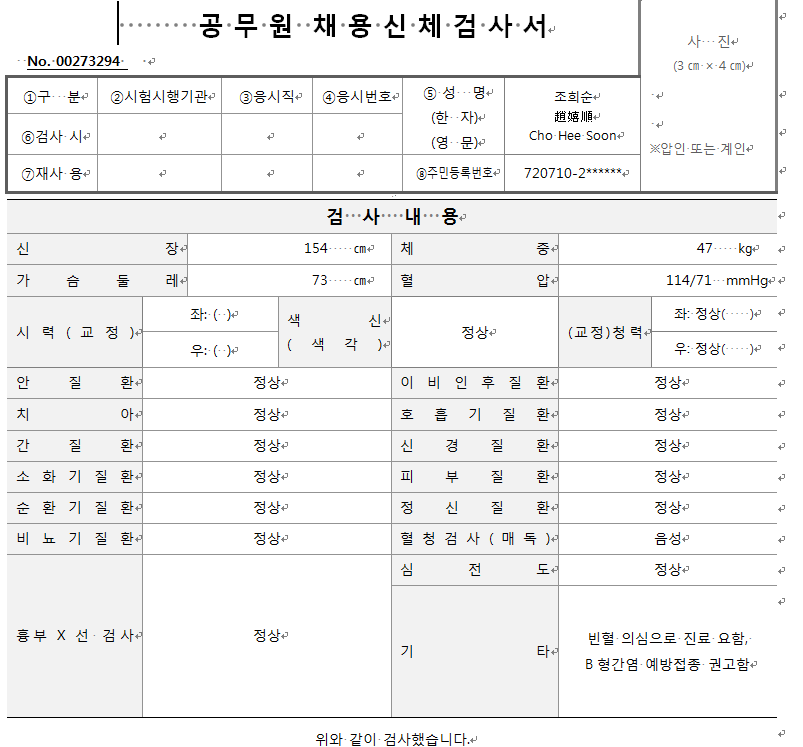 공 무 원 채 용 신 체 검 사 서
No. 00273294
사 진
(3 ㎝ × 4 ㎝)
※압인 또는 계인
①구 분 ②시험시행기관 ③응시직 ④응시번호 ⑤ 성 명 조희순
(한 자) 趙嬉順
(영 문) Cho Hee Soon
⑥검사 시
⑦재사 용 ⑧주민등록번호 720710-2******
검 사 내 용
신 장 154 ㎝ 체 중 47 kg
가 슴 둘 레 73 ㎝ 혈 압 114/71 mmHg
시 력 ( 교 정 ) 좌: ( ) 색 신 정상 (교정)청력 좌: 정상( )
우: ( ) ( 색 각 ) 우: 정상( )
안 질 환 정상 이 비 인 후 질 환 정상
치 아 정상 호 흡 기 질 환 정상
간 질 환 정상 신 경 질 환 정상
소 화 기 질 환 정상 피 부 질 환 정상
순 환 기 질 환 정상 정 신 질 환 정상
비 뇨 기 질 환 정상 혈 청 검 사 ( 매 독 ) 음성
흉 부 X 선 검 사 정상 심 전 도 정상
기 타 빈혈 의심으로 진료 요함,
B 형간염 예방접종 권고함
위와 같이 검사했습니다.